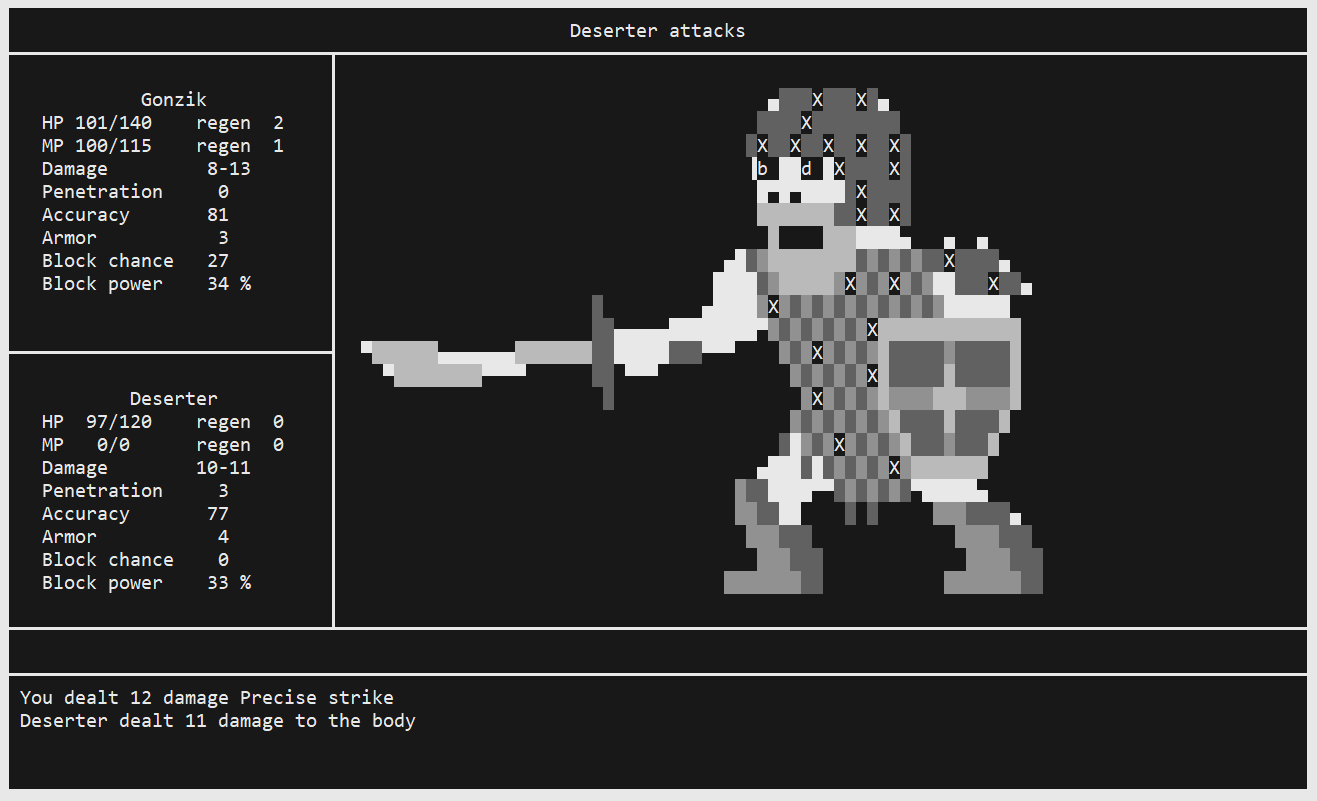 Deserter attacks
Gonzik
HP 101/140    regen  2
MP 100/115    regen  1
Damage         8-13
Penetration     0
Accuracy       81
Armor           3
Block chance   27
Block power    34 %
Deserter
HP  97/120    regen  0
MP   0/0      regen  0
Damage        10-11
Penetration     3
Accuracy       77
Armor           4
Block chance    0
Block power    33 %
X X
X
X X X X X
b d X X
X
X X
X
X X X
X
X
X
X
X
X
X
You dealt 12 damage Precise strike
Deserter dealt 11 damage to the body